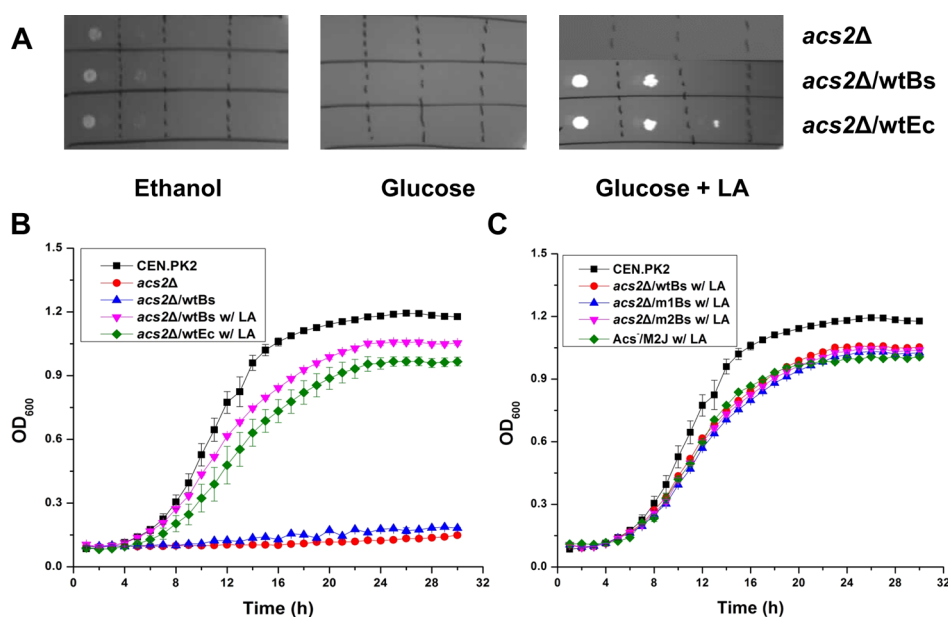 A
acs2Δ
acs2Δ/wtBs
acs2Δ/wtEc
Ethanol
Glucose
Glucose + LA
B
1.5
1.2
0.9
0.6
0.3
0.0
OD600
CEN.PK2
acs2Δ
acs2Δ/wtBs
acs2Δ/wtBs w/ LA
acs2Δ/wtEc w/ LA
0 4 8 12 16 20 24 28 32
Time (h)
C
1.5
1.2
0.9
0.6
0.3
0.0
OD600
CEN.PK2
acs2Δ/wtBs w/ LA
acs2Δ/m1Bs w/ LA
acs2Δ/m2Bs w/ LA
Acs⁻/M2J w/ LA
0 4 8 12 16 20 24 28 32
Time (h)